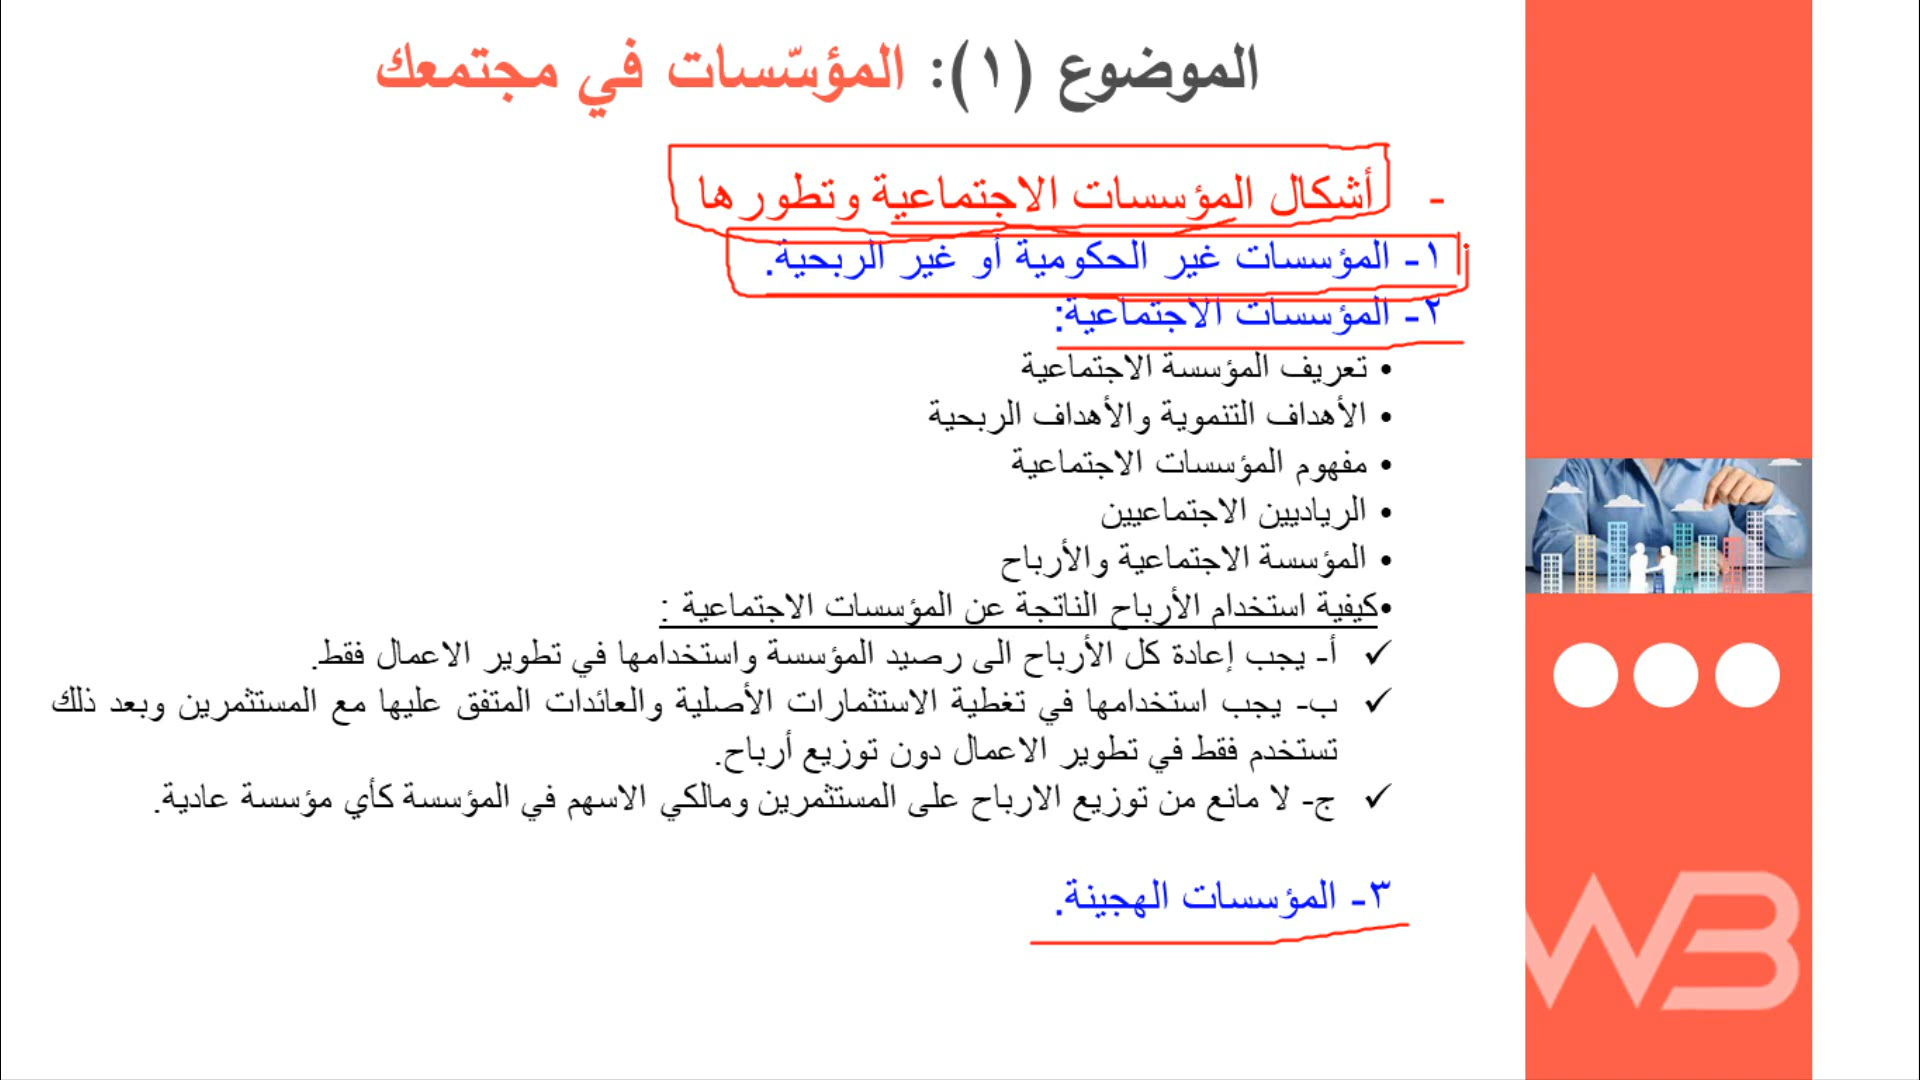 الموضوع (١): المؤسّسات في مجتمعك
- أشكال المؤسسات الاجتماعية وتطورها
١- المؤسسات غير الحكومية أو غير الربحية.
٢- المؤسسات الاجتماعية:
• تعريف المؤسسة الاجتماعية
• الأهداف التنموية والأهداف الربحية
• مفهوم المؤسسات الاجتماعية
• الرياديين الاجتماعيين
• المؤسسة الاجتماعية والأرباح
•كيفية استخدام الأرباح الناتجة عن المؤسسات الاجتماعية :
✓ أ- يجب إعادة كل الأرباح الى رصيد المؤسسة واستخدامها في تطوير الاعمال فقط.
✓ ب- يجب استخدامها في تغطية الاستثمارات الأصلية والعائدات المتفق عليها مع المستثمرين وبعد ذلك
تستخدم فقط في تطوير الاعمال دون توزيع أرباح.
✓ ج- لا مانع من توزيع الارباح على المستثمرين ومالكي الاسهم في المؤسسة كأي مؤسسة عادية.
٣- المؤسسات الهجينة.
WB